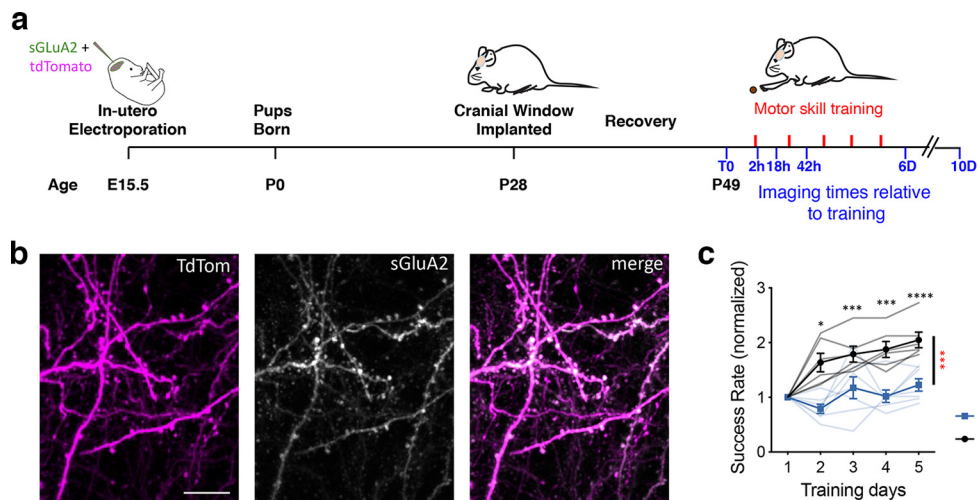 a
sGLuA2 +
tdTomato
In-utero
Electroporation
Pups
Born
Cranial Window
Implanted
Recovery
Motor skill training
T0 2h 18h 42h 6D 10D
Age E15.5 P0 P28 P49
Imaging times relative
to training
b
TdTom sGluA2 merge
c
Success Rate (normalized)
3
2
1
0
* *** *** ****
***
1 2 3 4 5
Training days